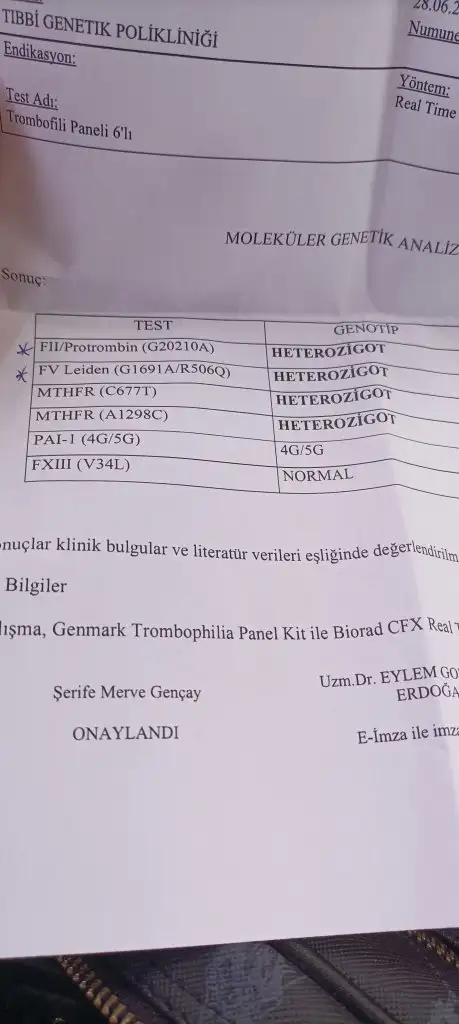 28.06.2
TIBBİ GENETIK POLİKLİNİĞİ
Numune
Endikasyon:
Yöntem:
Test Adı:
Real Time
Trombofili Paneli 6'lı
MOLEKÜLER GENETİK ANALİZ
Sonuç:
TEST GENOTİP
FII/Protrombin (G20210A) HETEROZİGOT
FV Leiden (G1691A/R506Q) HETEROZİGOT
MTHFR (C677T) HETEROZİGOT
MTHFR (A1298C) HETEROZİGOT
PAI-1 (4G/5G) 4G/5G
FXIII (V34L) NORMAL
onuçlar klinik bulgular ve literatür verileri eşliğinde değerlendirilm
Bilgiler
lışma, Genmark Trombophilia Panel Kit ile Biorad CFX Real T
Şerife Merve Gençay
Uzm.Dr. EYLEM GO
ERDOĞA
ONAYLANDI
E-İmza ile imza